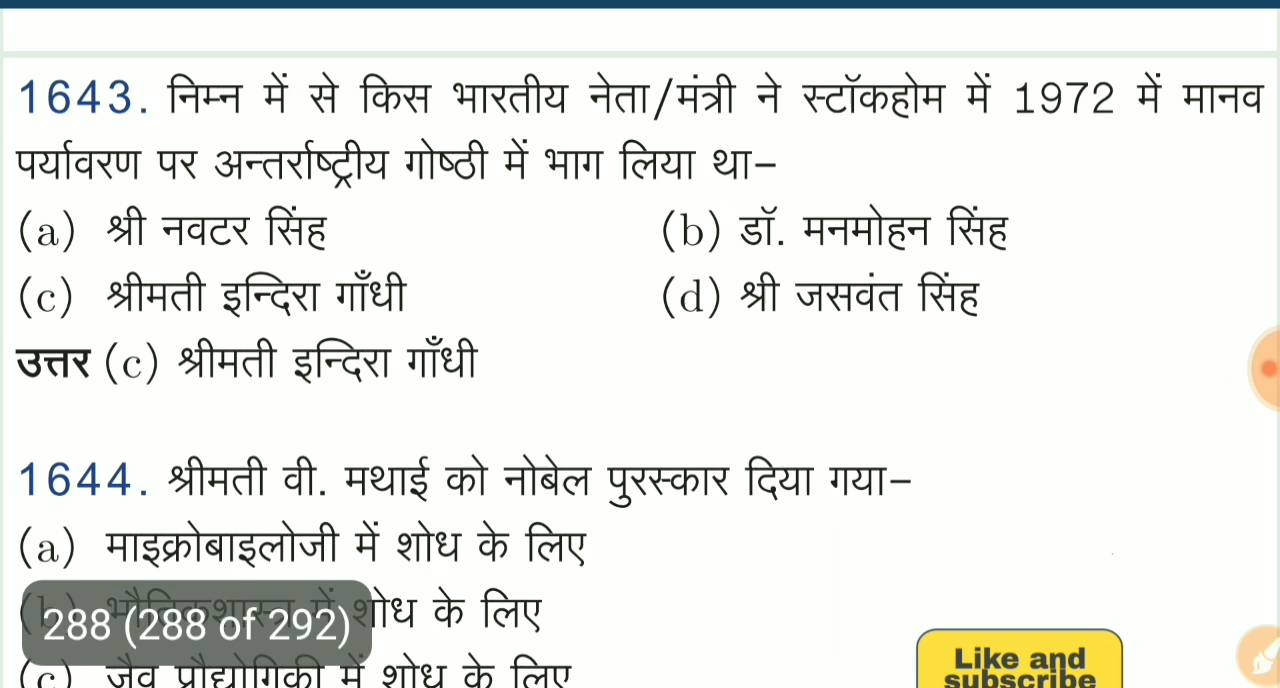 1643. निम्न में से किस भारतीय नेता/मंत्री ने स्टॉकहोम में 1972 में मानव
पर्यावरण पर अन्तर्राष्ट्रीय गोष्ठी में भाग लिया था–
(a) श्री नवटर सिंह (b) डॉ. मनमोहन सिंह
(c) श्रीमती इन्दिरा गाँधी (d) श्री जसवंत सिंह
उत्तर (c) श्रीमती इन्दिरा गाँधी
1644. श्रीमती वी. मथाई को नोबेल पुरस्कार दिया गया–
(a) माइक्रोबाइलोजी में शोध के लिए
(b) भौतिकशास्त्र में शोध के लिए
288 (288 of 292)
(c) जैव प्रौद्योगिकी में शोध के लिए
Like and
subscribe